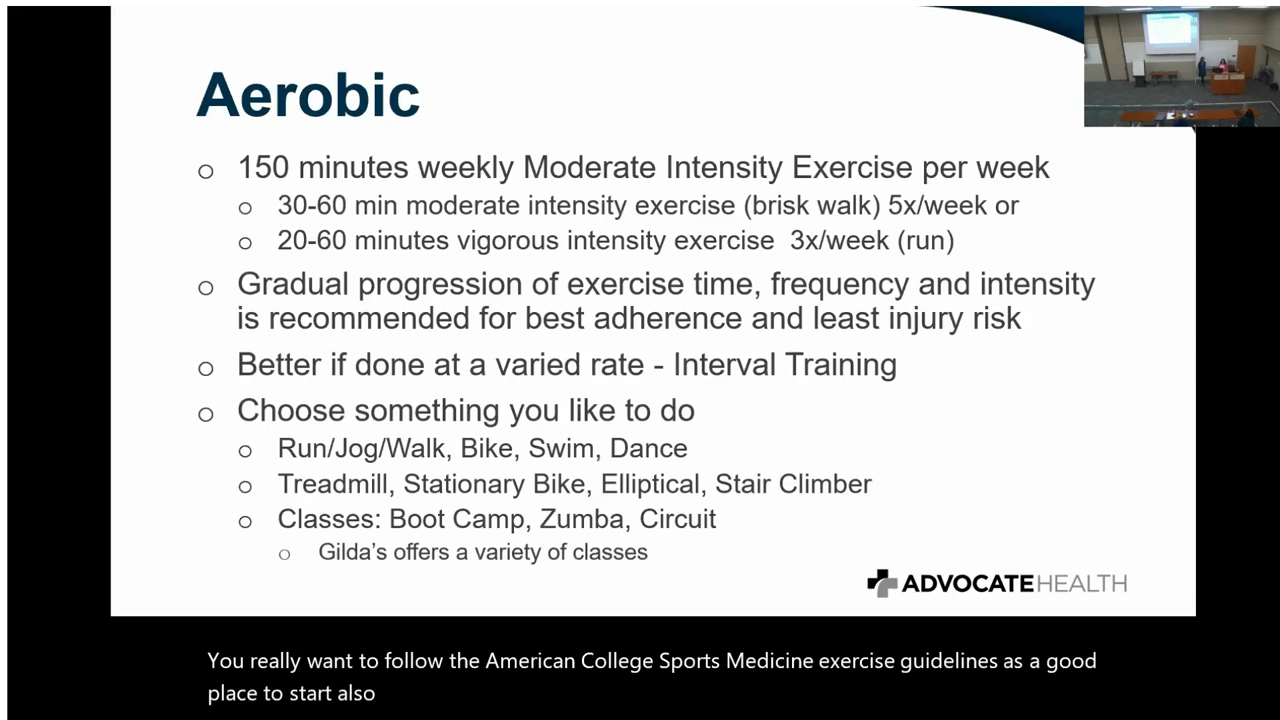 Aerobic
150 minutes weekly Moderate Intensity Exercise per week
30-60 min moderate intensity exercise (brisk walk) 5x/week or
20-60 minutes vigorous intensity exercise 3x/week (run)
Gradual progression of exercise time, frequency and intensity
is recommended for best adherence and least injury risk
Better if done at a varied rate - Interval Training
Choose something you like to do
Run/Jog/Walk, Bike, Swim, Dance
Treadmill, Stationary Bike, Elliptical, Stair Climber
Classes: Boot Camp, Zumba, Circuit
Gilda's offers a variety of classes
ADVOCATEHEALTH
You really want to follow the American College Sports Medicine exercise guidelines as a good
place to start also